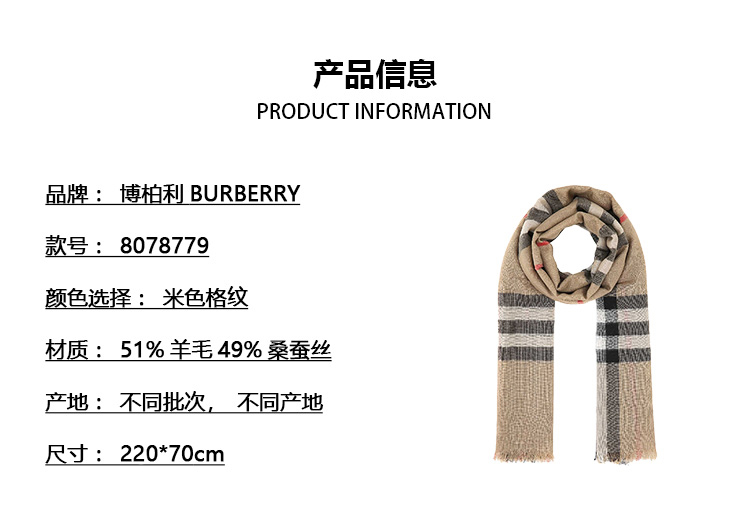 产品信息
PRODUCT INFORMATION
品牌： 博柏利 BURBERRY
款号： 8078779
颜色选择： 米色格纹
材质： 51% 羊毛 49% 桑蚕丝
产地： 不同批次， 不同产地
尺寸： 220*70cm